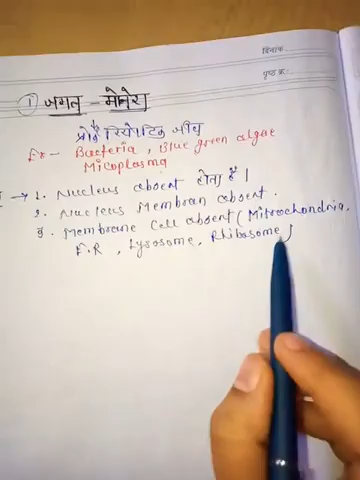 दिनांक
पृष्ठ क्र.
① जगत - मोनेरा
प्रोकैरियोटिक जीव
Ex:- Bacteria, Blue green algae
Micoplasma
→ 1. Nucleus absent होता हैं।
2. Nucleus Membran absent.
3. Membrane Cell absent (Mitrochondria,
E.R, Lysosome, Rhibosome)